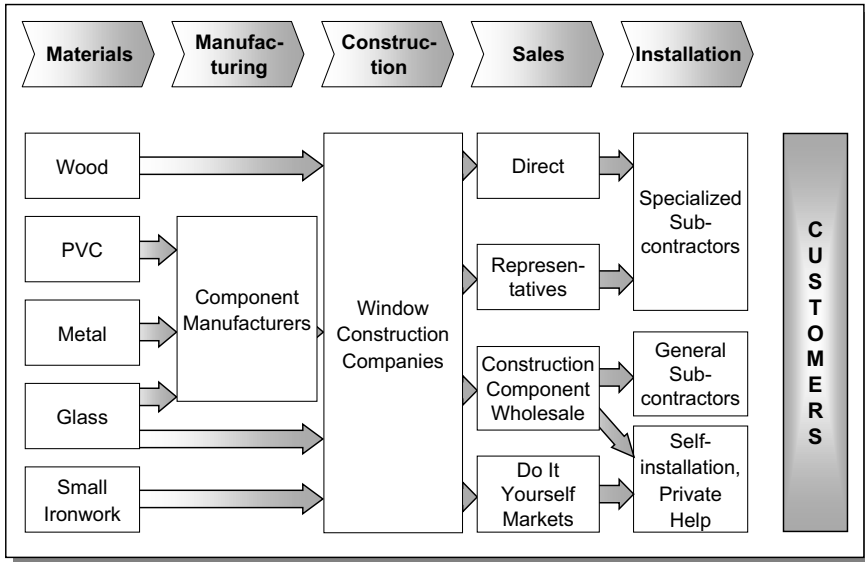 Materials
Manufac-
turing
Construc-
tion
Sales
Installation
Wood
PVC
Metal
Glass
Small
Ironwork
Component
Manufacturers
Window
Construction
Companies
Direct
Represen-
tatives
Construction
Component
Wholesale
Do It
Yourself
Markets
Specialized
Sub-
contractors
General
Sub-
contractors
Self-
installation,
Private
Help
CUSTOMERS